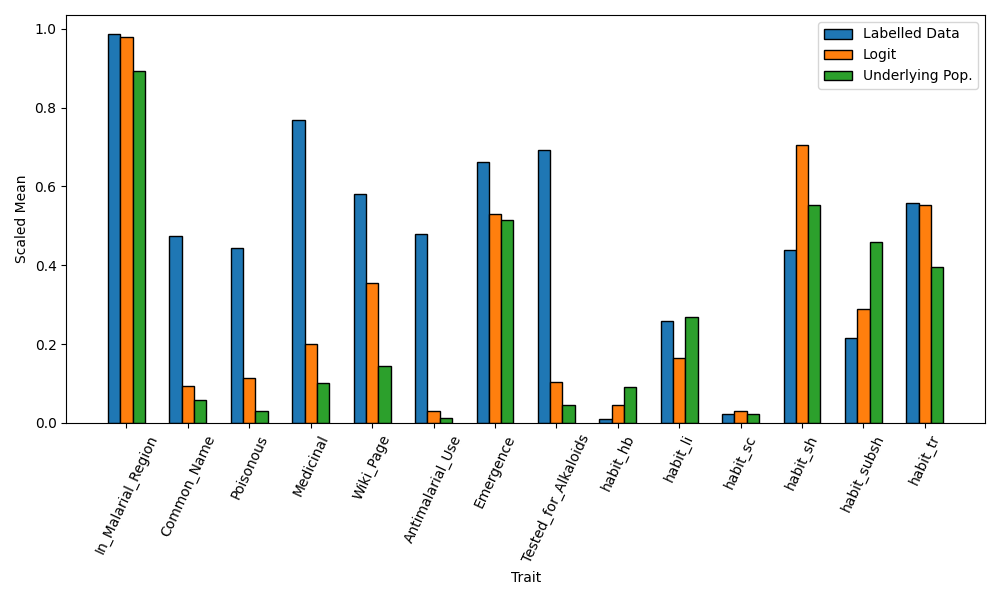 Labelled Data
Logit
Underlying Pop.
Scaled Mean
1.0
0.8
0.6
0.4
0.2
0.0
In_Malarial_Region
Common_Name
Poisonous
Medicinal
Wiki_Page
Antimalarial_Use
Emergence
Tested_for_Alkaloids
habit_hb
habit_li
habit_sc
habit_sh
habit_subsh
habit_tr
Trait